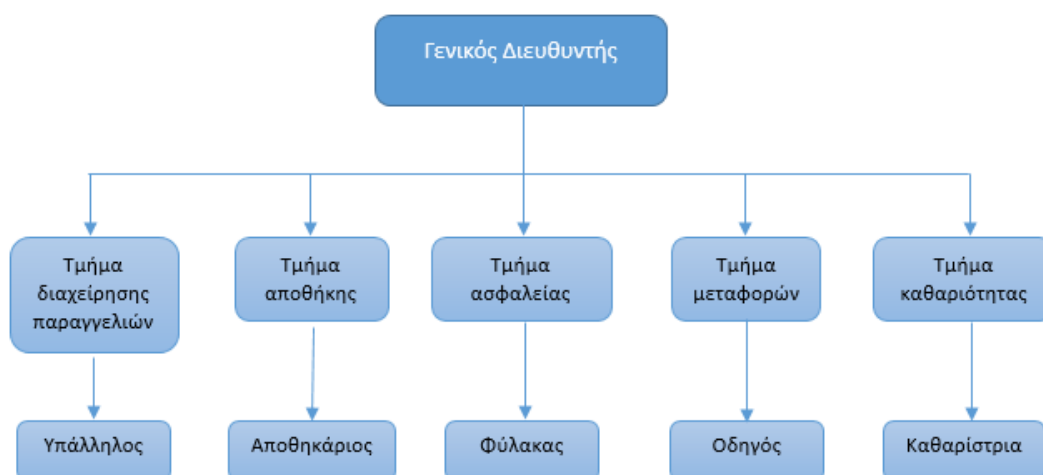 Γενικός Διευθυντής
Τμήμα
διαχείρησης
παραγγελιών
Τμήμα
αποθήκης
Τμήμα
ασφαλείας
Τμήμα
μεταφορών
Τμήμα
καθαριότητας
Υπάλληλος
Αποθηκάριος
Φύλακας
Οδηγός
Καθαρίστρια